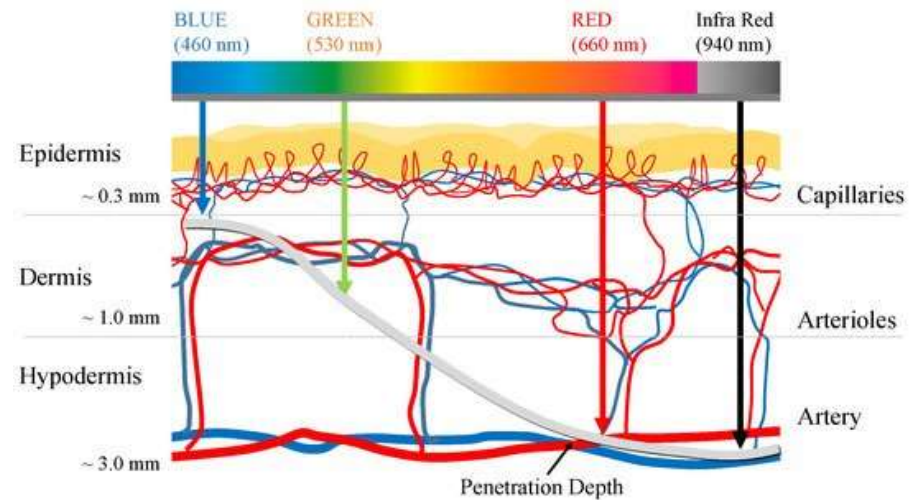 BLUE
(460 nm)
GREEN
(530 nm)
RED
(660 nm)
Infra Red
(940 nm)
Epidermis
~ 0.3 mm
Capillaries
Dermis
~ 1.0 mm
Arterioles
Hypodermis
Artery
~ 3.0 mm
Penetration Depth